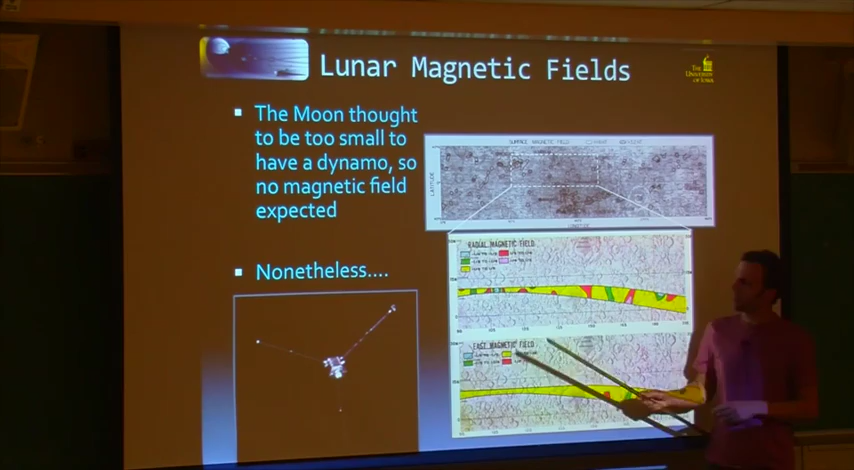 Lunar Magnetic Fields
THE
UNIVERSITY
OF IOWA
The Moon thought
to be too small to
have a dynamo, so
no magnetic field
expected
Nonetheless....
SURFACE MAGNETIC FIELD
LATITUDE
LONGITUDE
RADIAL MAGNETIC FIELD
EAST MAGNETIC FIELD